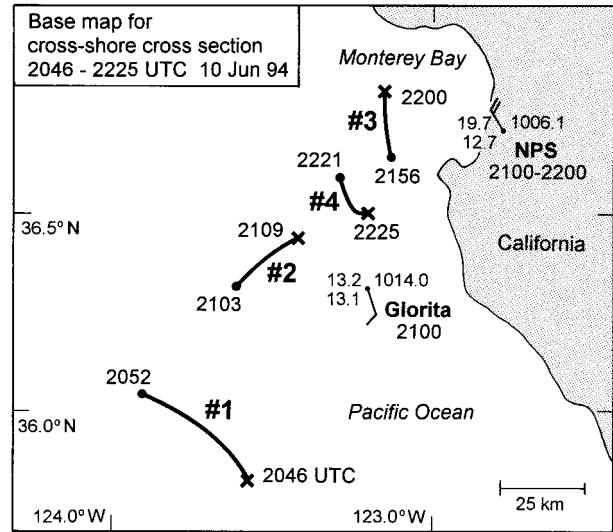 Base map for
cross-shore cross section
2046 - 2225 UTC 10 Jun 94
Monterey Bay
2200
#3
19.7 1006.1
12.7
NPS
2100-2200
2221
2156
#4
36.5° N
2109
2225
California
#2
13.2 1014.0
13.1
Glorita
2100
2103
2052
#1
Pacific Ocean
36.0° N
2046 UTC
124.0° W
123.0° W
25 km